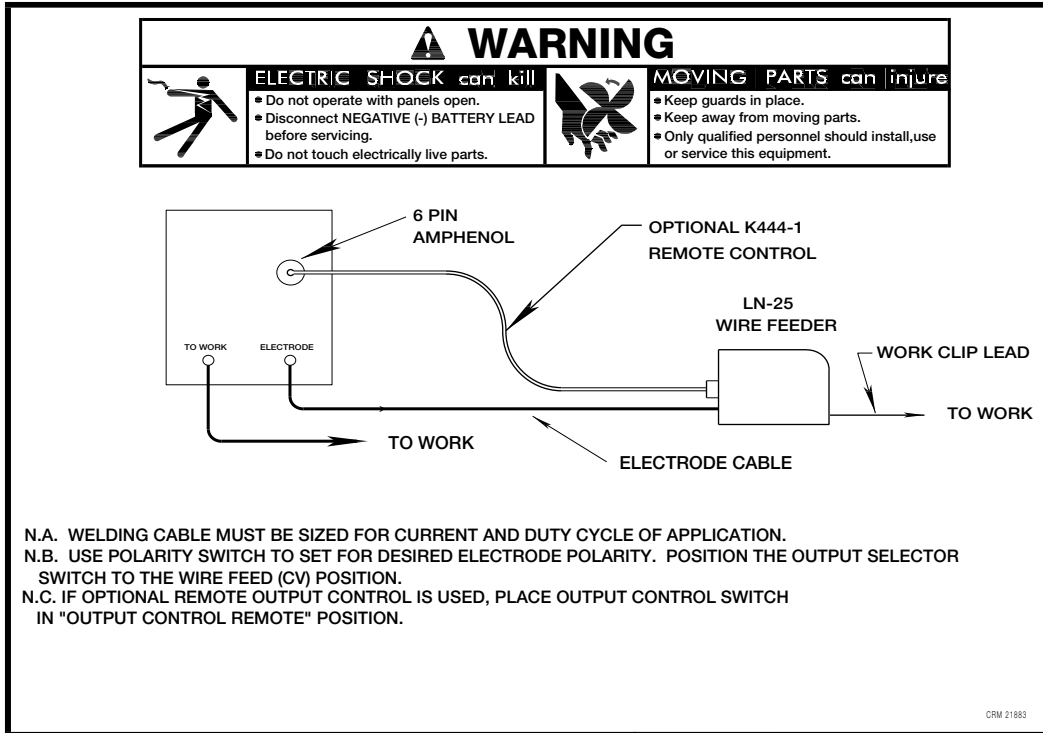 WARNING
ELECTRIC SHOCK can kill
Do not operate with panels open.
Disconnect NEGATIVE (-) BATTERY LEAD
before servicing.
Do not touch electrically live parts.
MOVING PARTS can injure
Keep guards in place.
Keep away from moving parts.
Only qualified personnel should install,use
or service this equipment.
6 PIN
AMPHENOL
OPTIONAL K444-1
REMOTE CONTROL
LN-25
WIRE FEEDER
TO WORK
ELECTRODE
WORK CLIP LEAD
TO WORK
TO WORK
ELECTRODE CABLE
N.A. WELDING CABLE MUST BE SIZED FOR CURRENT AND DUTY CYCLE OF APPLICATION.
N.B. USE POLARITY SWITCH TO SET FOR DESIRED ELECTRODE POLARITY. POSITION THE OUTPUT SELECTOR
SWITCH TO THE WIRE FEED (CV) POSITION.
N.C. IF OPTIONAL REMOTE OUTPUT CONTROL IS USED, PLACE OUTPUT CONTROL SWITCH
IN "OUTPUT CONTROL REMOTE" POSITION.
CRM 21883